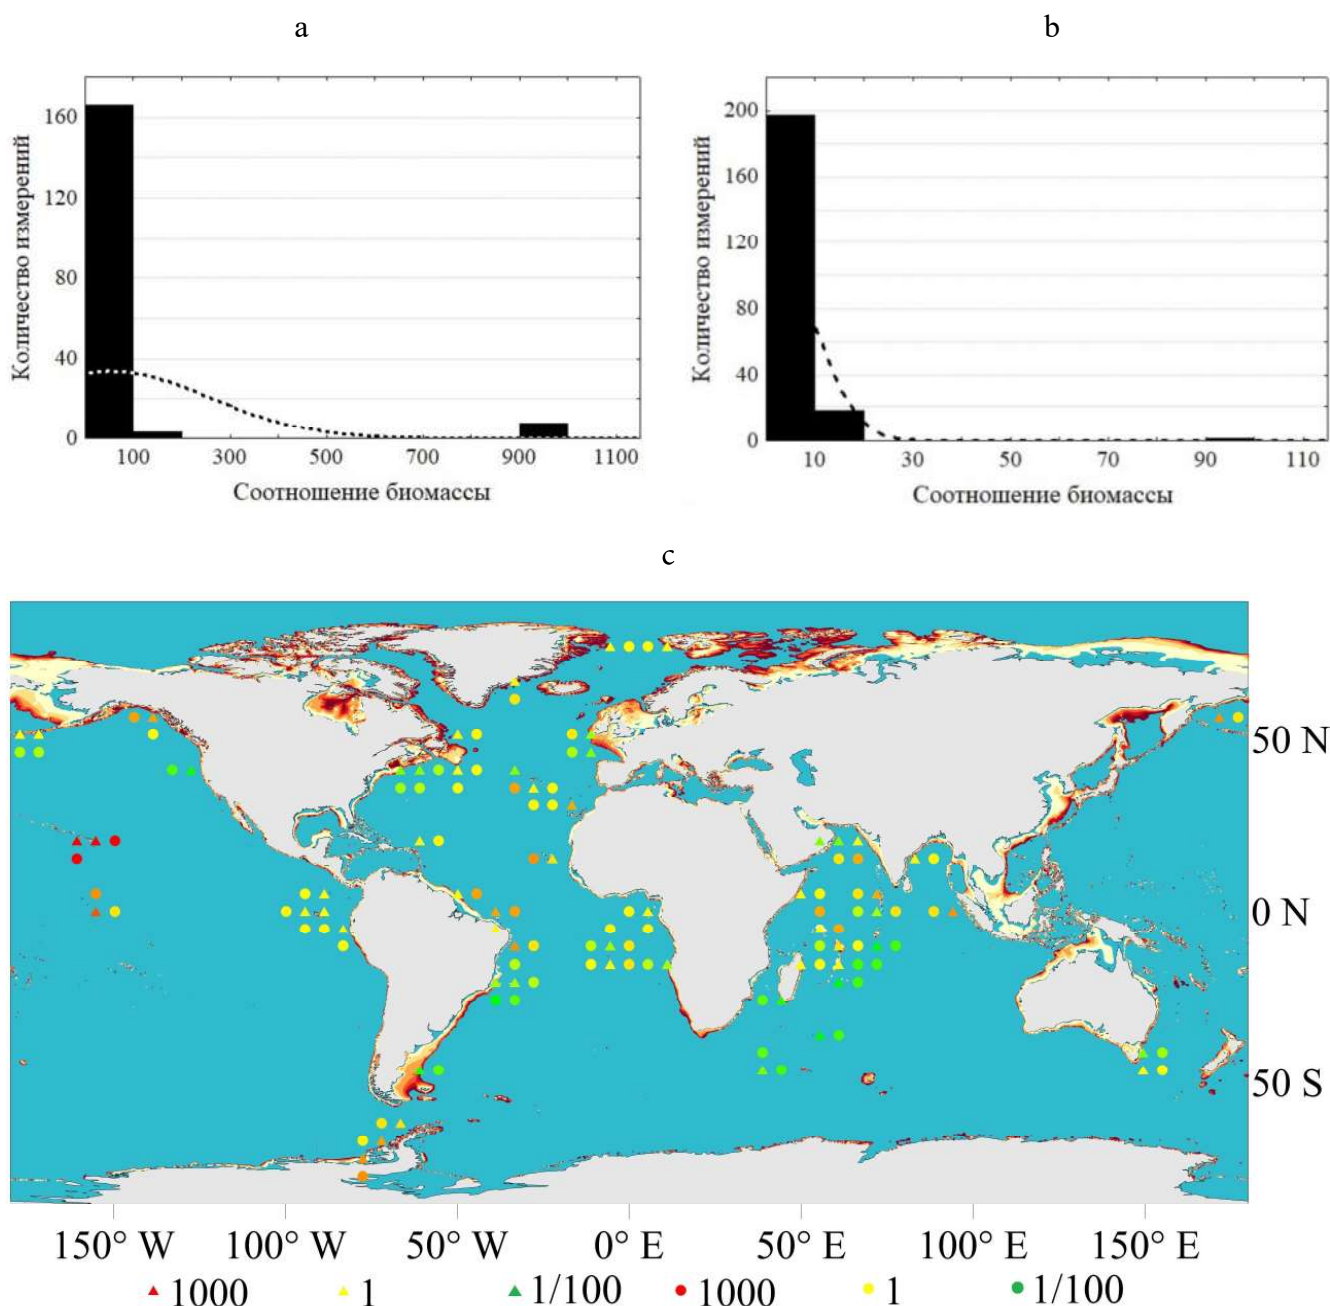 a
b
Количество измерений
160
120
80
40
0
100 300 500 700 900 1100
Соотношение биомассы
Количество измерений
200
160
120
80
40
0
10 30 50 70 90 110
Соотношение биомассы
c
50 N
0 N
50 S
150° W 100° W 50° W 0° E 50° E 100° E 150° E
1000 1 1/100 1000 1 1/100